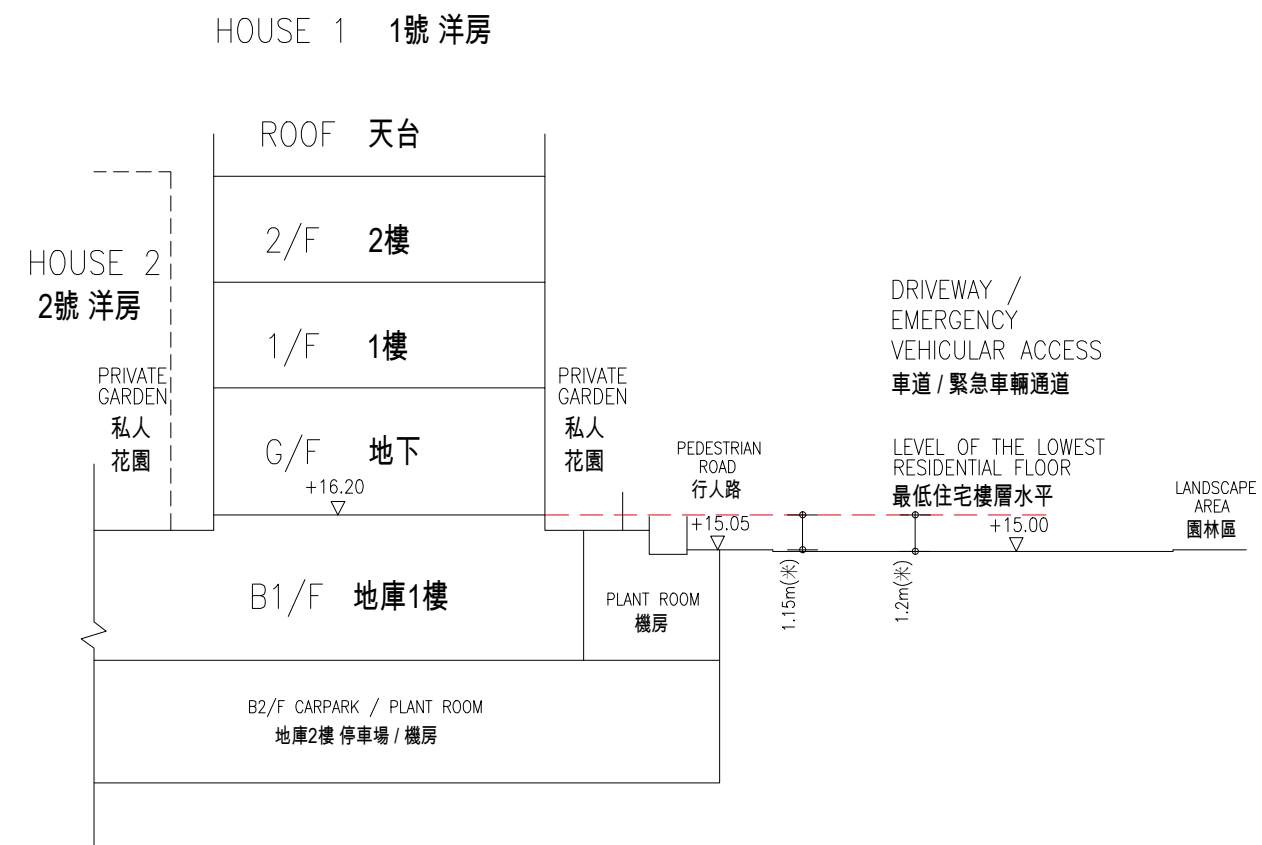 HOUSE 1 1號 洋房
ROOF 天台
2/F 2樓
HOUSE 2
2號 洋房
1/F 1樓
PRIVATE
GARDEN
私人
花園
G/F 地下
+16.20
PRIVATE
GARDEN
私人
花園
PEDESTRIAN
ROAD
行人路
+15.05
DRIVEWAY /
EMERGENCY
VEHICULAR ACCESS
車道 / 緊急車輛通道
LEVEL OF THE LOWEST
RESIDENTIAL FLOOR
最低住宅樓層水平
+15.00
LANDSCAPE
AREA
園林區
1.15m(米)
1.2m(米)
B1/F 地庫1樓
PLANT ROOM
機房
B2/F CARPARK / PLANT ROOM
地庫2樓 停車場 / 機房